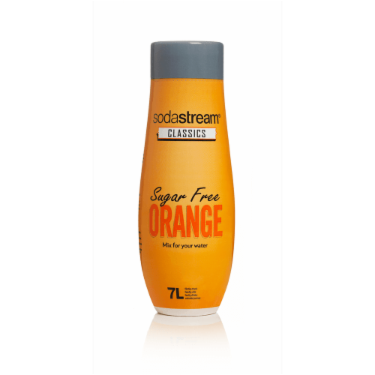 sodastream®
CLASSICS
Sugar Free
ORANGE
Mix for your water
7L